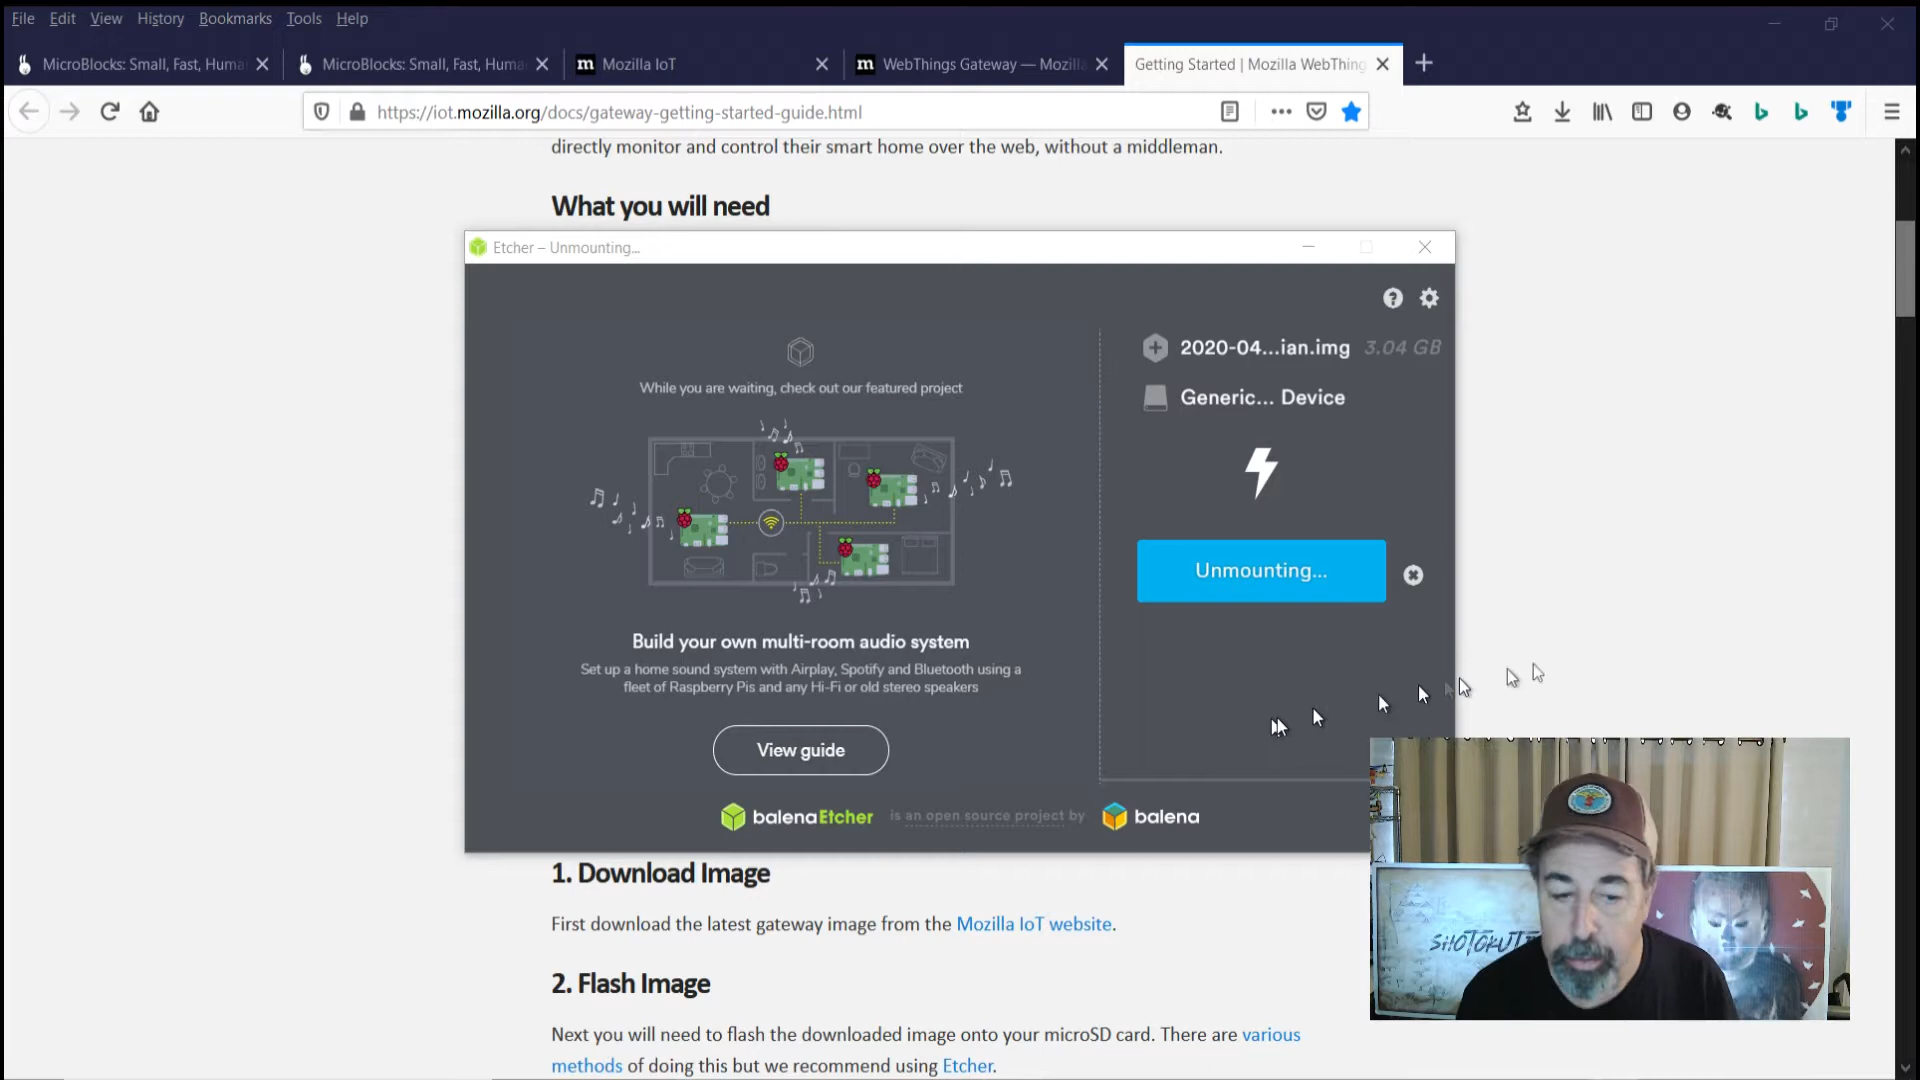 File Edit View History Bookmarks Tools Help
MicroBlocks: Small, Fast, Huma
MicroBlocks: Small, Fast, Huma
Mozilla IoT
WebThings Gateway — Mozilla
Getting Started | Mozilla WebThing
https://iot.mozilla.org/docs/gateway-getting-started-guide.html
directly monitor and control their smart home over the web, without a middleman.
What you will need
Etcher – Unmounting...
2020-04...ian.img 3.04 GB
While you are waiting, check out our featured project
Generic... Device
Unmounting...
Build your own multi-room audio system
Set up a home sound system with Airplay, Spotify and Bluetooth using a
fleet of Raspberry Pis and any Hi-Fi or old stereo speakers
View guide
balenaEtcher is an open source project by balena
1. Download Image
First download the latest gateway image from the Mozilla IoT website.
2. Flash Image
Next you will need to flash the downloaded image onto your microSD card. There are various
methods of doing this but we recommend using Etcher.